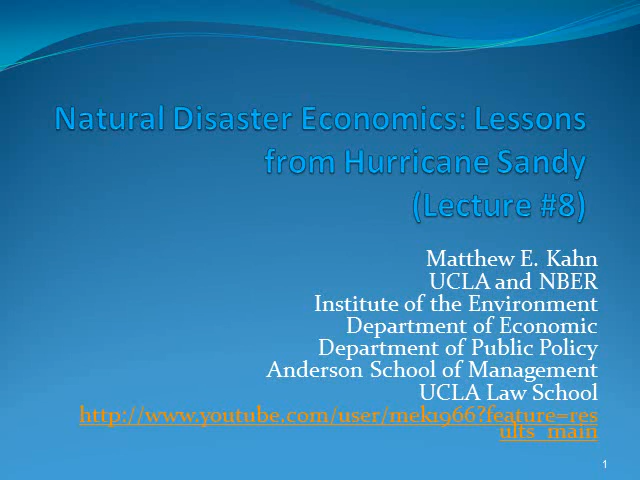 Natural Disaster Economics: Lessons
from Hurricane Sandy
(Lecture #8)
Matthew E. Kahn
UCLA and NBER
Institute of the Environment
Department of Economic
Department of Public Policy
Anderson School of Management
UCLA Law School
http://www.youtube.com/user/mek1966?feature=res
ults_main
1